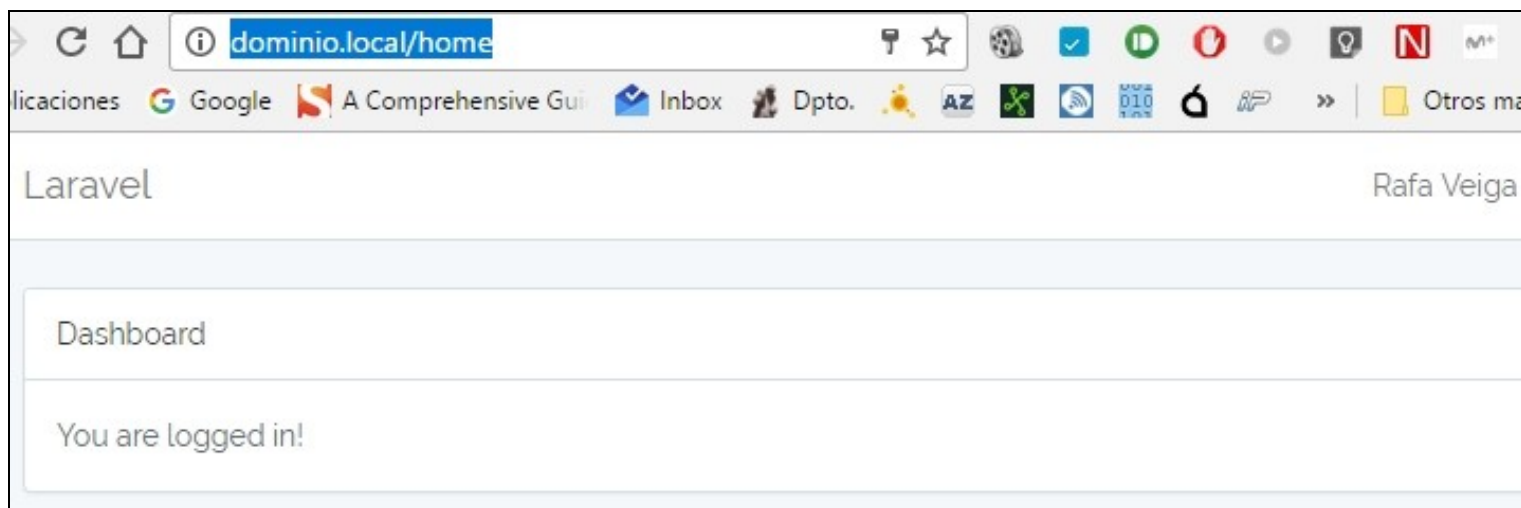 dominio.local/home
licaciones Google A Comprehensive Gui Inbox Dpto. AZ » Otros ma
Laravel Rafa Veiga
Dashboard
You are logged in!